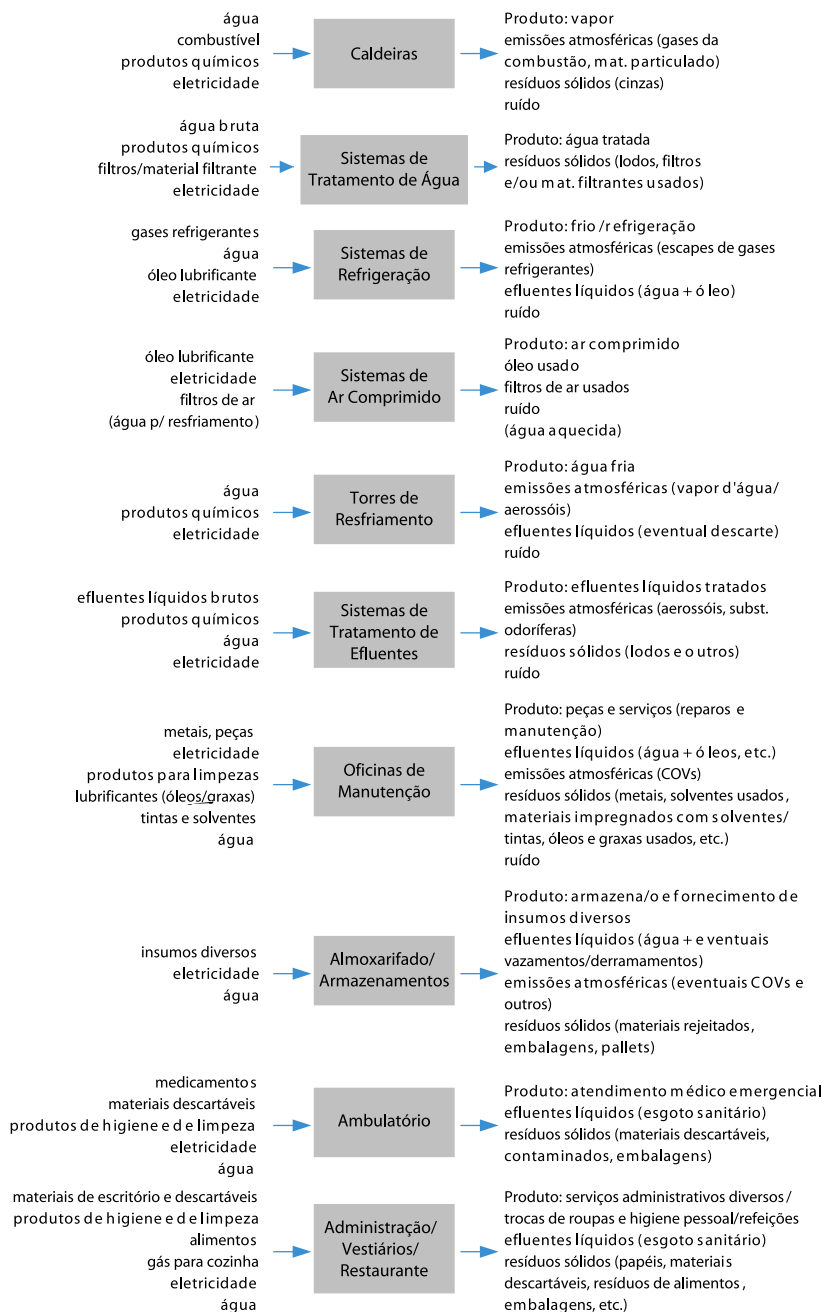 água
combustível
produtos químicos
eletricidade
Caldeiras
Produto: vapor
emissões atmosféricas (gases da
combustão, mat. particulado)
resíduos sólidos (cinzas)
ruído
água bruta
produtos químicos
filtros/material filtrante
eletricidade
Sistemas de
Tratamento de Água
Produto: água tratada
resíduos sólidos (lodos, filtros
e/ou mat. filtrantes usados)
gases refrigerantes
água
óleo lubrificante
eletricidade
Sistemas de
Refrigeração
Produto: frio /refrigeração
emissões atmosféricas (escapes de gases
refrigerantes)
efluentes líquidos (água + óleo)
ruído
óleo lubrificante
eletricidade
filtros de ar
(água p/ resfriamento)
Sistemas de
Ar Comprimido
Produto: ar comprimido
óleo usado
filtros de ar usados
ruído
(água aquecida)
água
produtos químicos
eletricidade
Torres de
Resfriamento
Produto: água fria
emissões atmosféricas (vapor d'água/
aerossóis)
efluentes líquidos (eventual descarte)
ruído
efluentes líquidos brutos
produtos químicos
água
eletricidade
Sistemas de
Tratamento de
Efluentes
Produto: efluentes líquidos tratados
emissões atmosféricas (aerossóis, subst.
odoríferas)
resíduos sólidos (lodos e outros)
ruído
metais, peças
eletricidade
produtos para limpezas
lubrificantes (óleos/graxas)
tintas e solventes
água
Oficinas de
Manutenção
Produto: peças e serviços (reparos e
manutenção)
efluentes líquidos (água + óleos, etc.)
emissões atmosféricas (COVs)
resíduos sólidos (metais, solventes usados,
materiais impregnados com solventes/
tintas, óleos e graxas usados, etc.)
ruído
insumos diversos
eletricidade
água
Almoxarifado/
Armazenamentos
Produto: armazena/o e fornecimento de
insumos diversos
efluentes líquidos (água + eventuais
vazamentos/derramamentos)
emissões atmosféricas (eventuais COVs e
outros)
resíduos sólidos (materiais rejeitados,
embalagens, pallets)
medicamentos
materiais descartáveis
produtos de higiene e de limpeza
eletricidade
água
Ambulatório
Produto: atendimento médico emergencial
efluentes líquidos (esgoto sanitário)
resíduos sólidos (materiais descartáveis,
contaminados, embalagens)
materiais de escritório e descartáveis
produtos de higiene e de limpeza
alimentos
gás para cozinha
eletricidade
água
Administração/
Vestiários/
Restaurante
Produto: serviços administrativos diversos/
trocas de roupas e higiene pessoal/refeições
efluentes líquidos (esgoto sanitário)
resíduos sólidos (papéis, materiais
descartáveis, resíduos de alimentos,
embalagens, etc.)